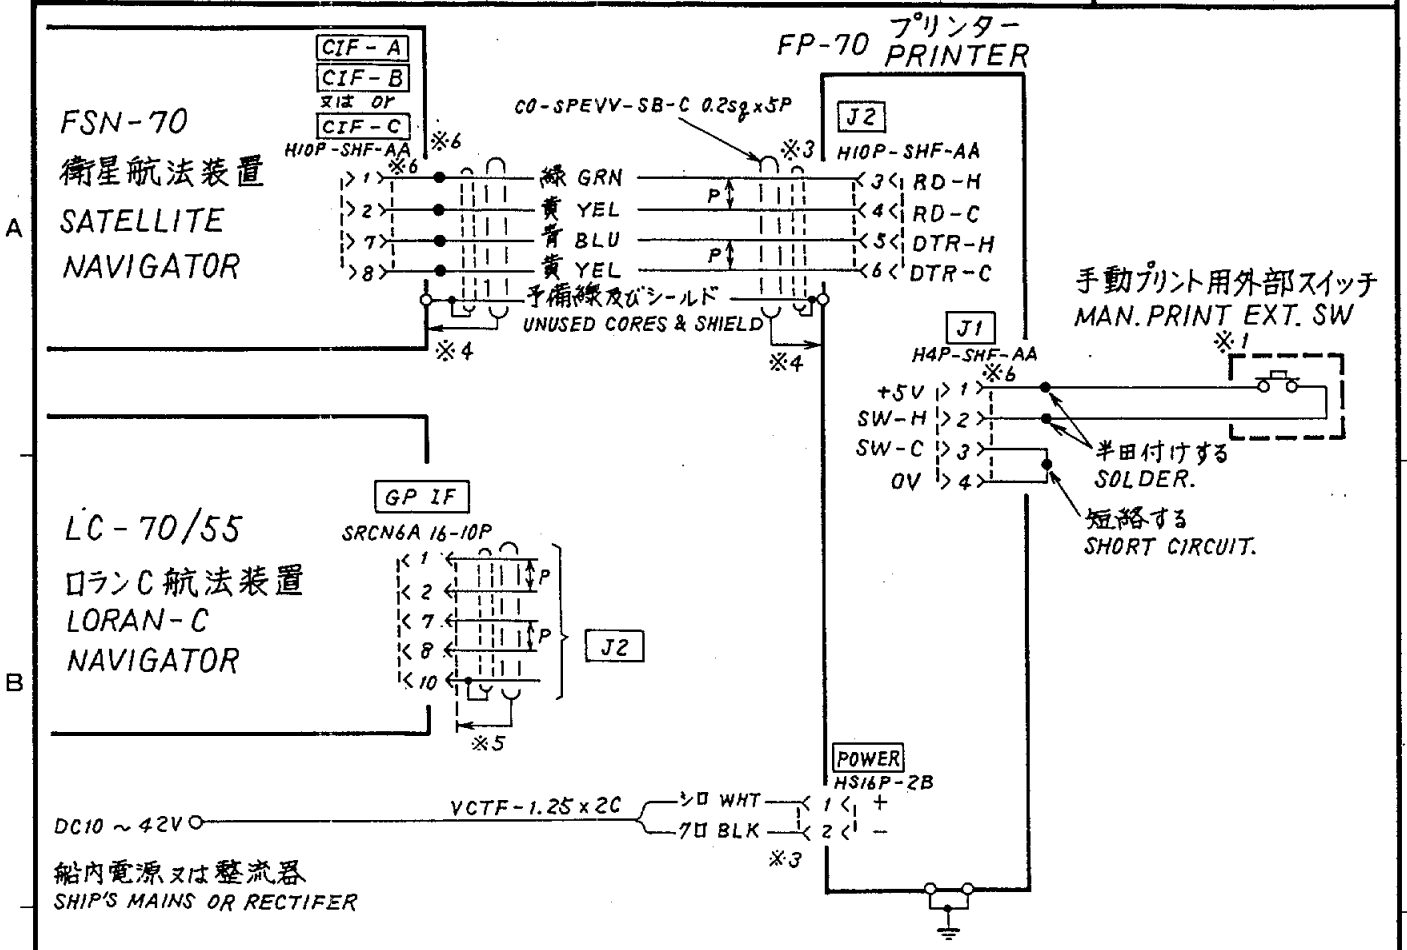 プリンター
FP-70 PRINTER
CIF-A
CIF-B
又は or
CIF-C
H10P-SHF-AA
※6
※6
FSN-70
衛星航法装置
SATELLITE
NAVIGATOR
A
CO-SPEVV-SB-C 0.2sq×5P
※3
J2
H10P-SHF-AA
1 緑 GRN P 3 RD-H
2 黄 YEL 4 RD-C
7 青 BLU P 5 DTR-H
8 黄 YEL 6 DTR-C
予備線及びシールド
UNUSED CORES & SHIELD
※4
※4
手動プリント用外部スイッチ
MAN. PRINT EXT. SW
※1
J1
H4P-SHF-AA
※6
+5V 1
SW-H 2
SW-C 3
0V 4
半田付けする
SOLDER.
短絡する
SHORT CIRCUIT.
GP IF
SRCN6A 16-10P
LC-70/55
ロランC航法装置
LORAN-C
NAVIGATOR
1
P
2
7
P
8
10
J2
※5
B
POWER
HS16P-2B
DC10~42V
VCTF-1.25×2C
シロ WHT 1 +
クロ BLK 2 -
※3
船内電源又は整流器
SHIP'S MAINS OR RECTIFER